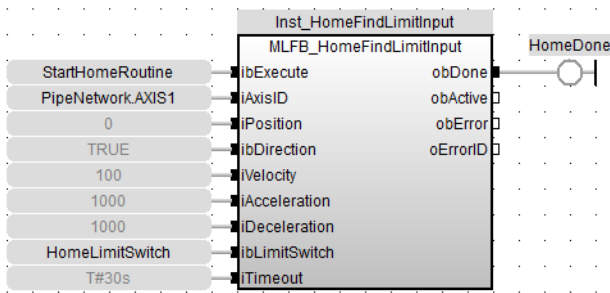 Inst_HomeFindLimitInput
MLFB_HomeFindLimitInput
HomeDone
StartHomeRoutine
ibExecute
obDone
PipeNetwork.AXIS1
iAxisID
obActive
0
iPosition
obError
TRUE
ibDirection
oErrorID
100
iVelocity
1000
iAcceleration
1000
iDeceleration
HomeLimitSwitch
ibLimitSwitch
T#30s
iTimeout